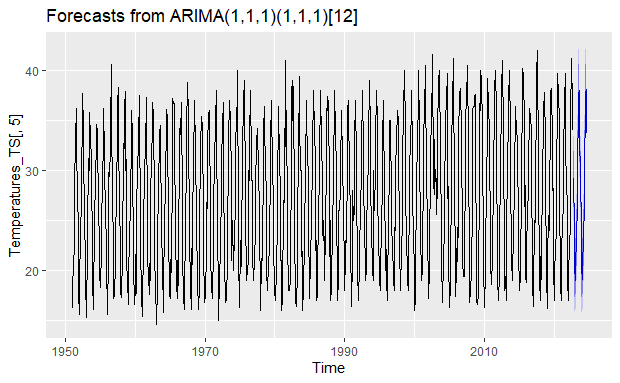 Forecasts from ARIMA(1,1,1)(1,1,1)[12]
Temperatures_TS[, 5]
40
30
20
1950
1970
1990
2010
Time